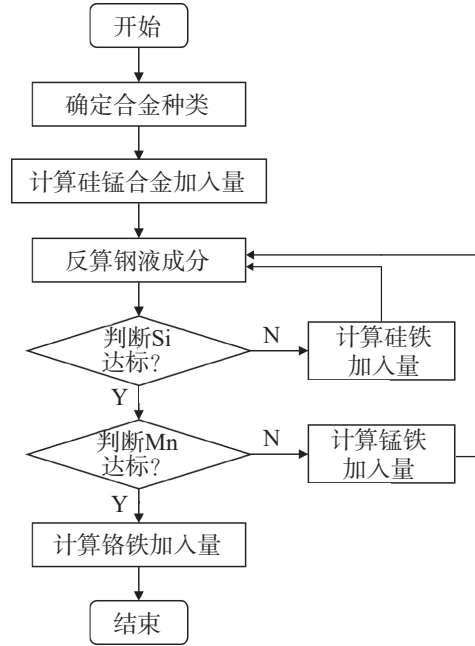 开始
确定合金种类
计算硅锰合金加入量
反算钢液成分
判断Si
达标？
N
计算硅铁
加入量
Y
判断Mn
达标？
N
计算锰铁
加入量
Y
计算铬铁加入量
结束